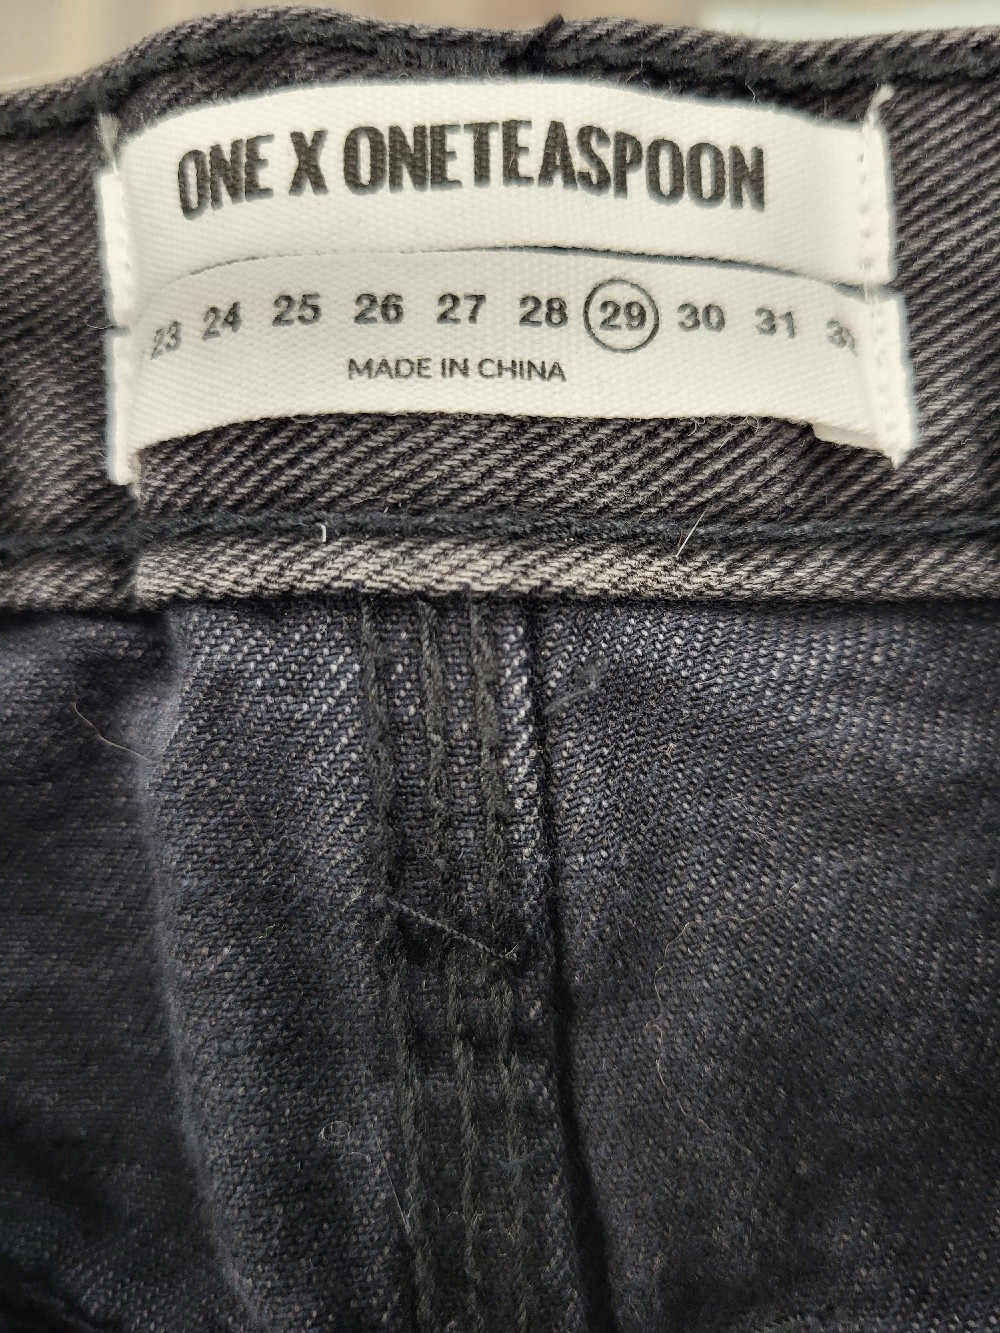 ONE X ONETEASPOON
23 24 25 26 27 28 29 30 31
MADE IN CHINA